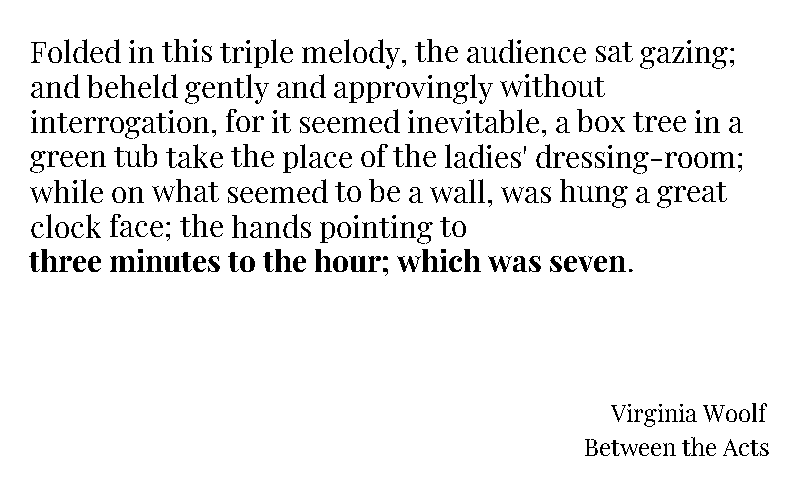 Folded in this triple melody, the audience sat gazing;
and beheld gently and approvingly without
interrogation, for it seemed inevitable, a box tree in a
green tub take the place of the ladies' dressing-room;
while on what seemed to be a wall, was hung a great
clock face; the hands pointing to
three minutes to the hour; which was seven.
Virginia Woolf
Between the Acts